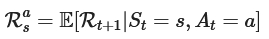 $\mathcal{R}_s^a = \mathbb{E}[\mathcal{R}_{t+1} | S_t = s, A_t = a]$